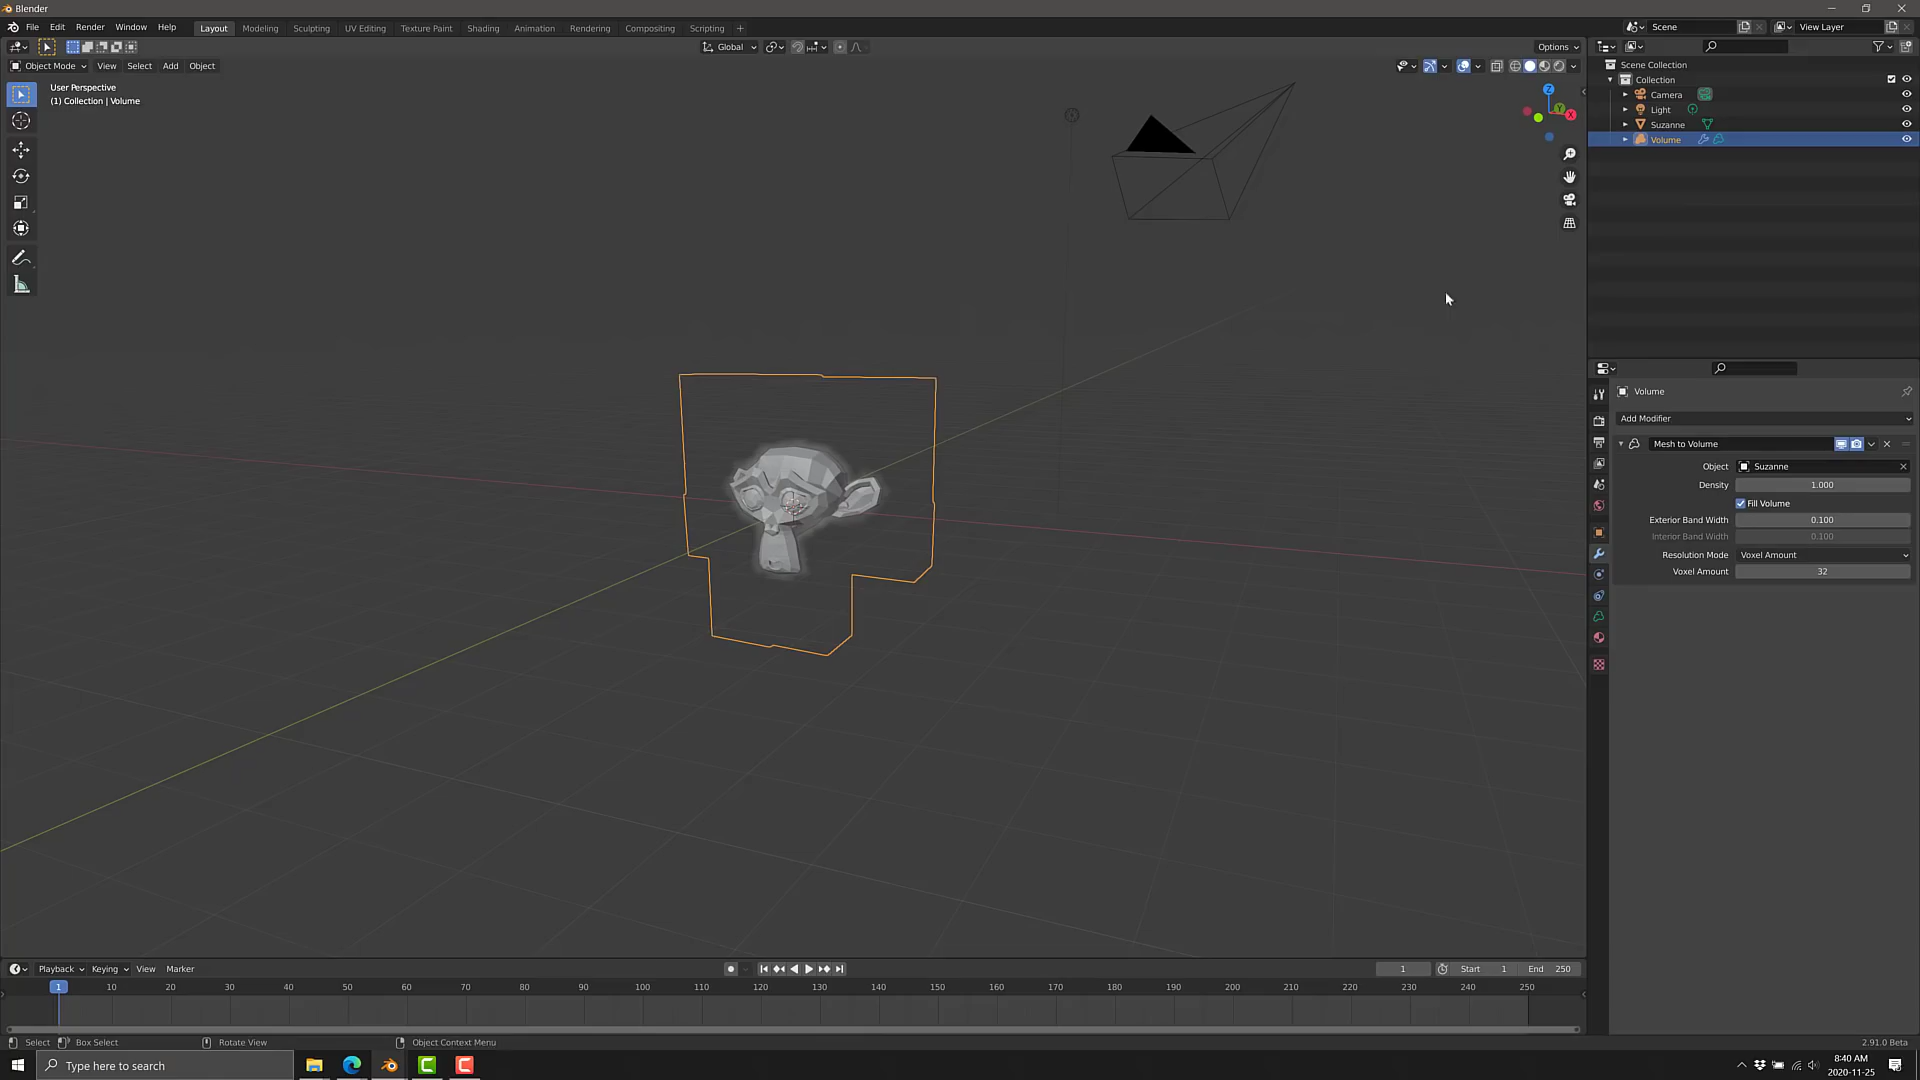 Blender
File Edit Render Window Help Layout Modeling Sculpting UV Editing Texture Paint Shading Animation Rendering Compositing Scripting + Scene View Layer
Global Options
Object Mode View Select Add Object
User Perspective
(1) Collection | Volume
Z
Y
X
Scene Collection
Collection
Camera
Light
Suzanne
Volume
Volume
Add Modifier
Mesh to Volume
Object Suzanne
Density 1.000
Fill Volume
Exterior Band Width 0.100
Interior Band Width 0.100
Resolution Mode Voxel Amount
Voxel Amount 32
Playback Keying View Marker 1 Start 1 End 250
1 10 20 30 40 50 60 70 80 90 100 110 120 130 140 150 160 170 180 190 200 210 220 230 240 250
Select Box Select Rotate View Object Context Menu 2.91.0 Beta
Type here to search
8:40 AM
2020-11-25